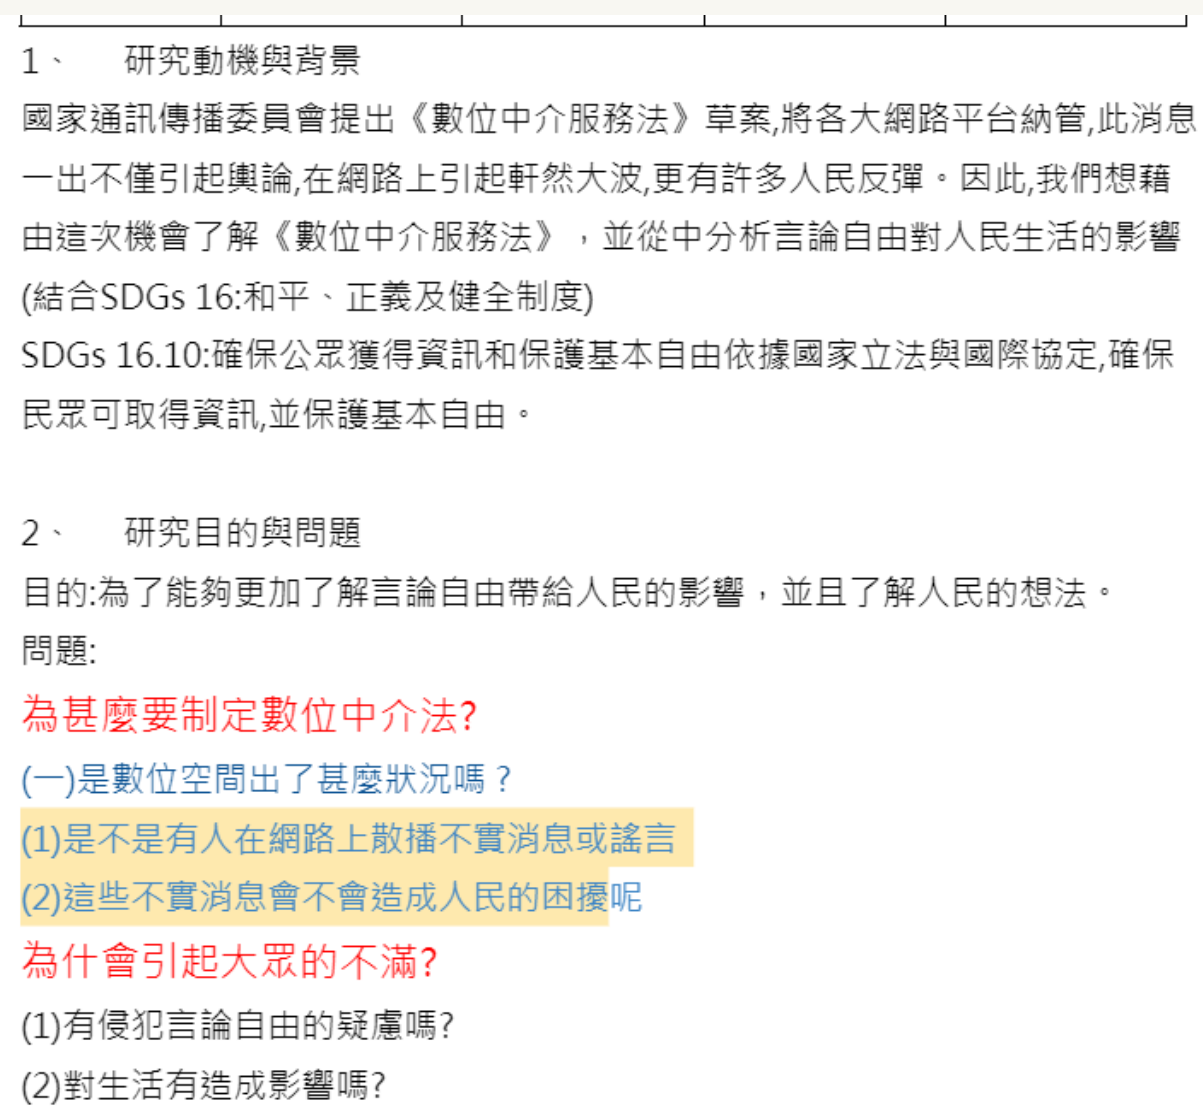 1、 研究動機與背景
國家通訊傳播委員會提出《數位中介服務法》草案,將各大網路平台納管,此消息
一出不僅引起輿論,在網路上引起軒然大波,更有許多人民反彈。因此,我們想藉
由這次機會了解《數位中介服務法》，並從中分析言論自由對人民生活的影響
(結合SDGs 16:和平、正義及健全制度)
SDGs 16.10:確保公眾獲得資訊和保護基本自由依據國家立法與國際協定,確保
民眾可取得資訊,並保護基本自由。
2、 研究目的與問題
目的:為了能夠更加了解言論自由帶給人民的影響，並且了解人民的想法。
問題:
為甚麼要制定數位中介法?
(一)是數位空間出了甚麼狀況嗎？
(1)是不是有人在網路上散播不實消息或謠言
(2)這些不實消息會不會造成人民的困擾呢
為什會引起大眾的不滿?
(1)有侵犯言論自由的疑慮嗎?
(2)對生活有造成影響嗎?